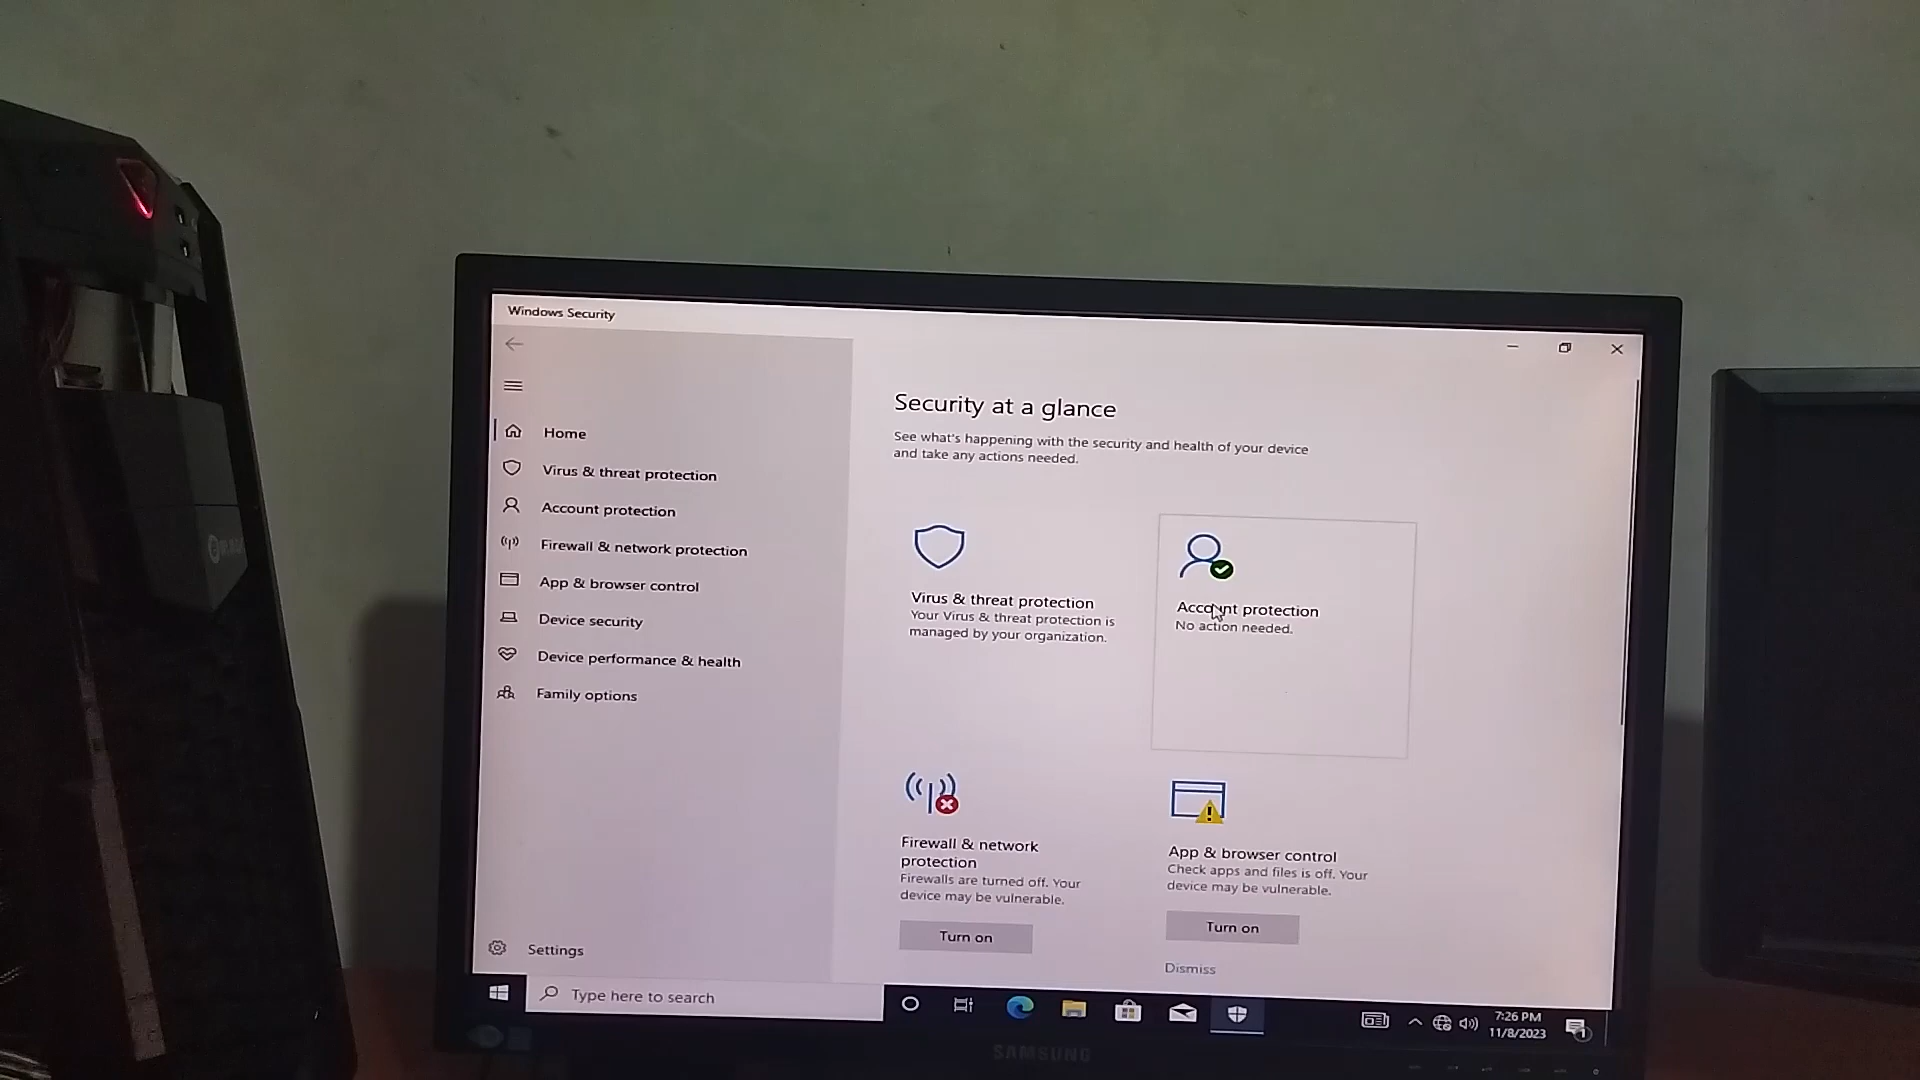 Windows Security
Home
Virus & threat protection
Account protection
Firewall & network protection
App & browser control
Device security
Device performance & health
Family options
Settings
Security at a glance
See what's happening with the security and health of your device
and take any actions needed.
Virus & threat protection
Your Virus & threat protection is
managed by your organization.
Account protection
No action needed.
Firewall & network
protection
Firewalls are turned off. Your
device may be vulnerable.
Turn on
App & browser control
Check apps and files is off. Your
device may be vulnerable.
Turn on
Dismiss
Type here to search
7:26 PM
11/8/2023
1
SAMSUNG